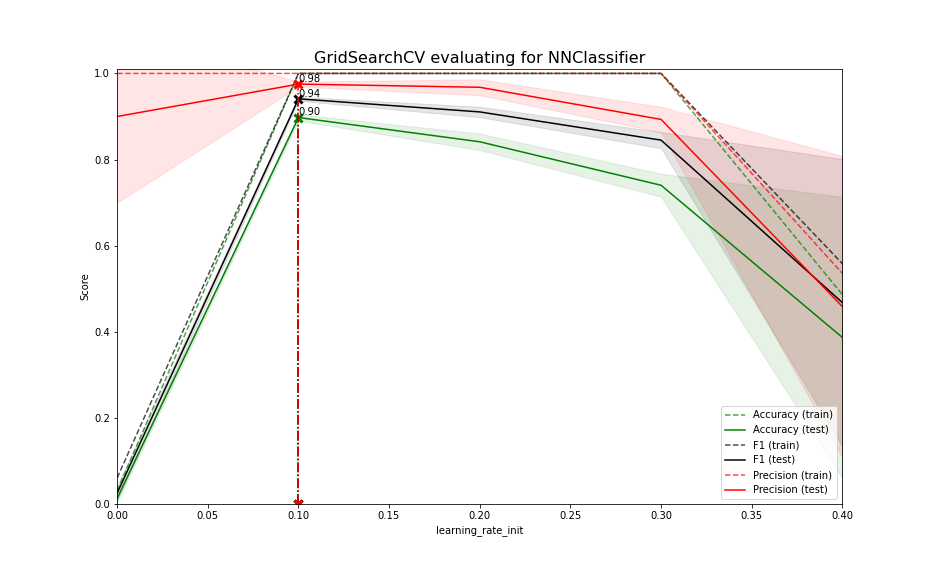 GridSearchCV evaluating for NNClassifier
1.0
0.8
0.6
0.4
0.2
0.0
Score
0.98
0.94
0.90
Accuracy (train)
Accuracy (test)
F1 (train)
F1 (test)
Precision (train)
Precision (test)
0.00 0.05 0.10 0.15 0.20 0.25 0.30 0.35 0.40
learning_rate_init